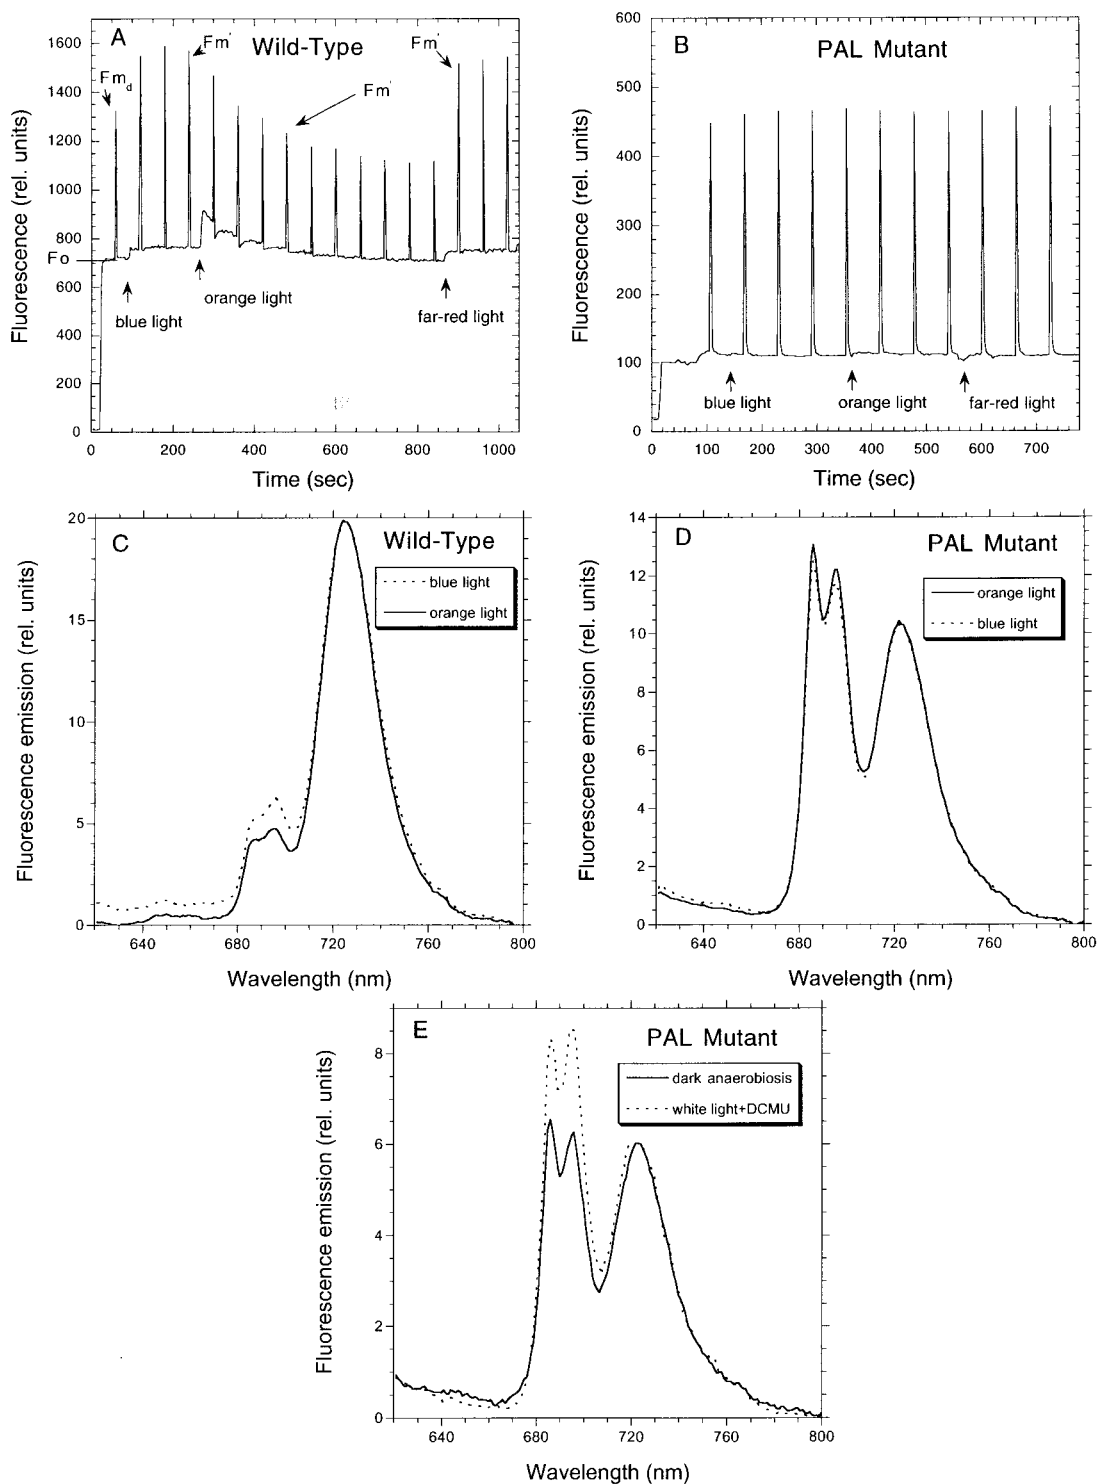 A
Wild-Type
Fm'
Fm'
Fm_d
Fm'
Fo
blue light
orange light
far-red light
Fluorescence (rel. units)
1600
1400
1200
1000
800
600
400
200
0
0 200 400 600 800 1000
Time (sec)
B
PAL Mutant
blue light
orange light
far-red light
Fluorescence (rel. units)
600
500
400
300
200
100
0
0 100 200 300 400 500 600 700
Time (sec)
C
Wild-Type
blue light
orange light
Fluorescence emission (rel. units)
20
15
10
5
0
640 680 720 760 800
Wavelength (nm)
D
PAL Mutant
orange light
blue light
Fluorescence emission (rel. units)
14
12
10
8
6
4
2
0
640 680 720 760 800
Wavelength (nm)
E
PAL Mutant
dark anaerobiosis
white light+DCMU
Fluorescence emission (rel. units)
8
6
4
2
0
640 680 720 760 800
Wavelength (nm)